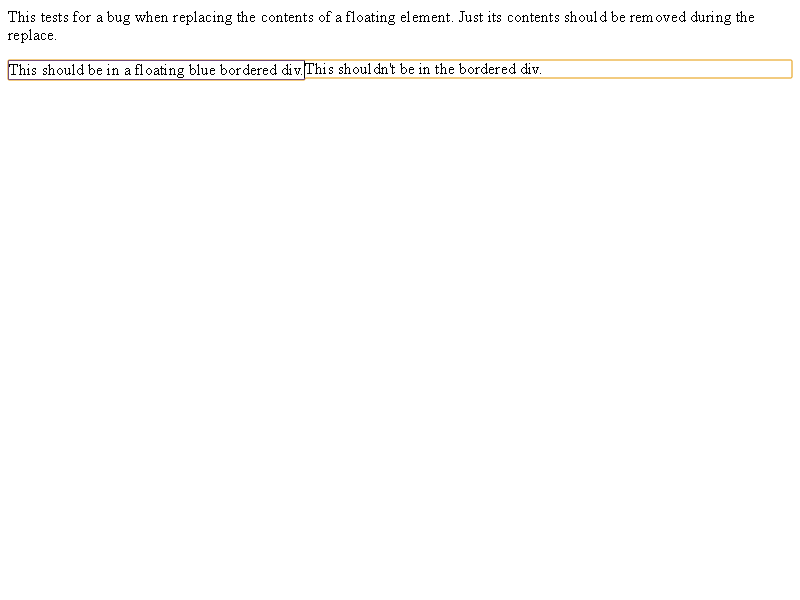 This tests for a bug when replacing the contents of a floating element. Just its contents should be removed during the
replace.
This should be in a floating blue bordered div.This shouldn't be in the bordered div.